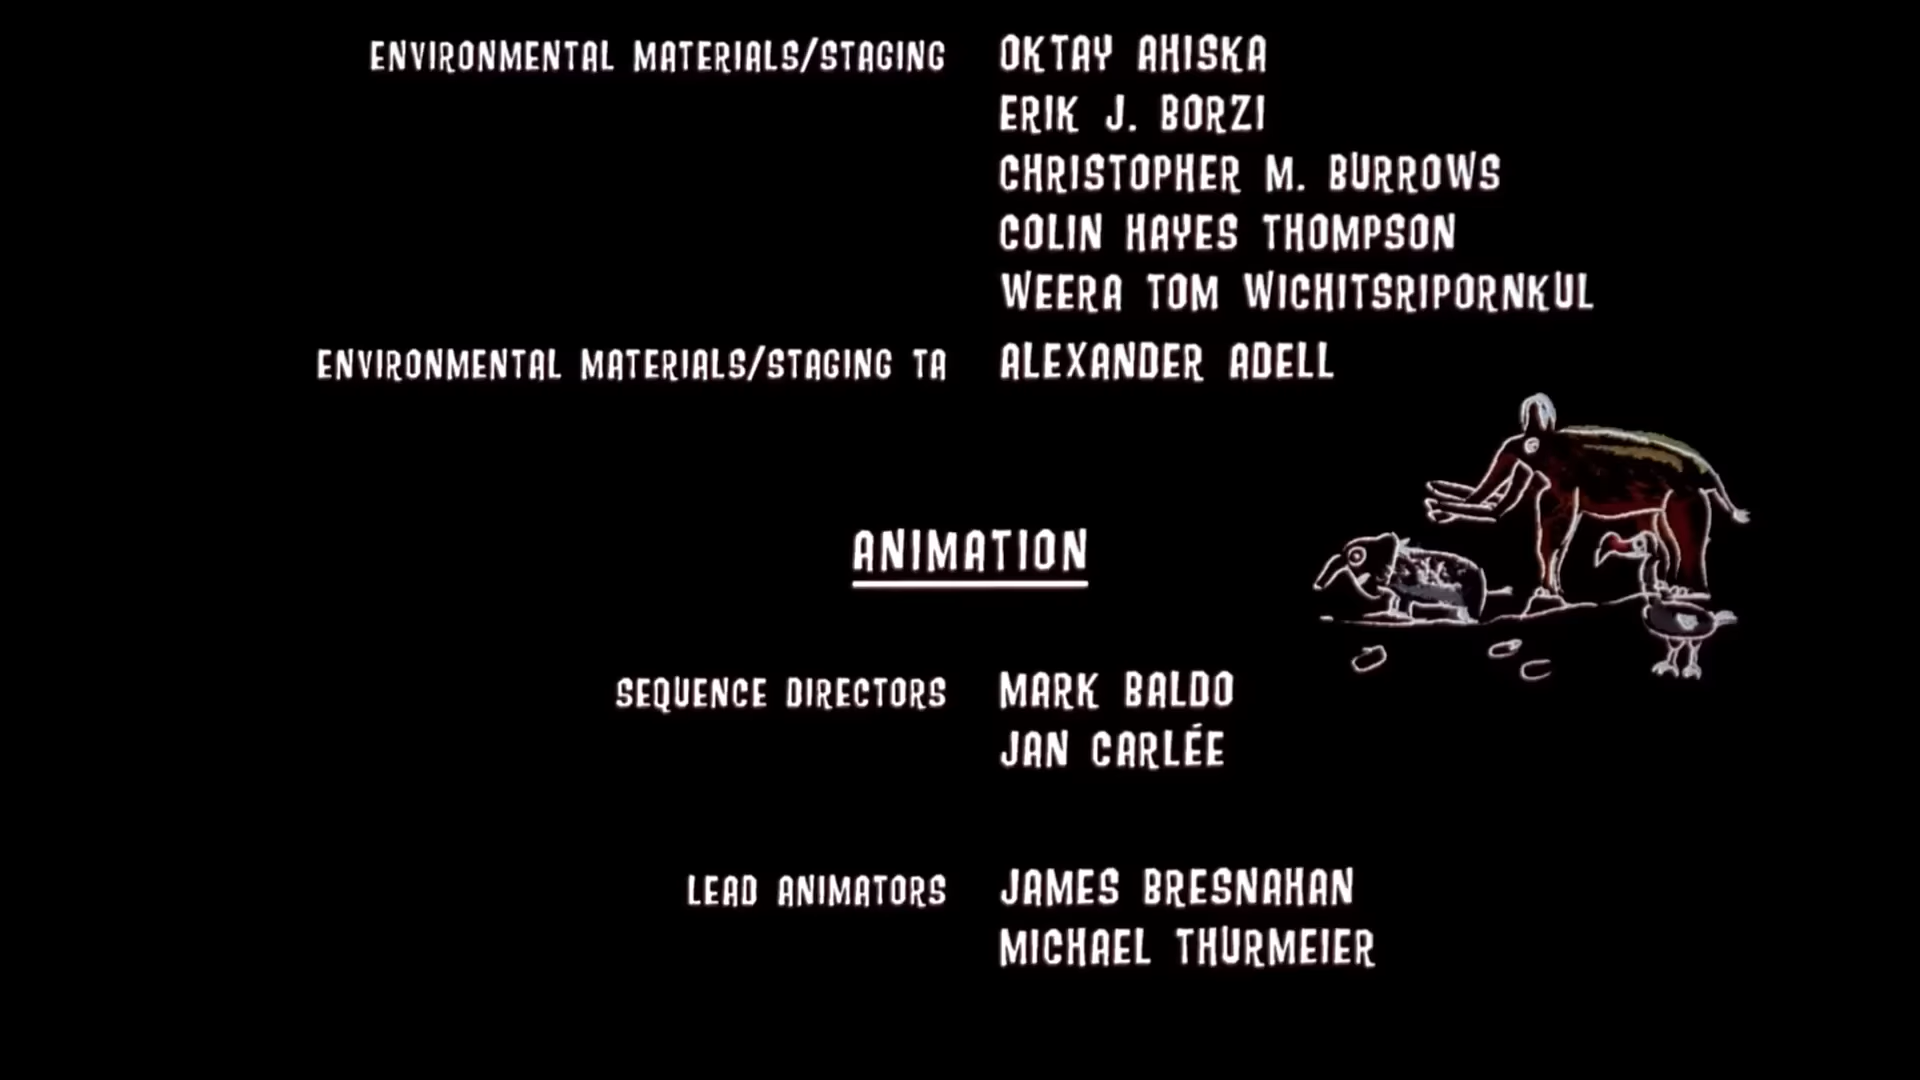 ENVIRONMENTAL MATERIALS/STAGING OKTAY AHISKA
ERIK J. BORZI
CHRISTOPHER M. BURROWS
COLIN HAYES THOMPSON
WEERA TOM WICHITSRIPORNKUL
ENVIRONMENTAL MATERIALS/STAGING TA ALEXANDER ADELL
ANIMATION
SEQUENCE DIRECTORS MARK BALDO
JAN CARLÉE
LEAD ANIMATORS JAMES BRESNAHAN
MICHAEL THURMEIER